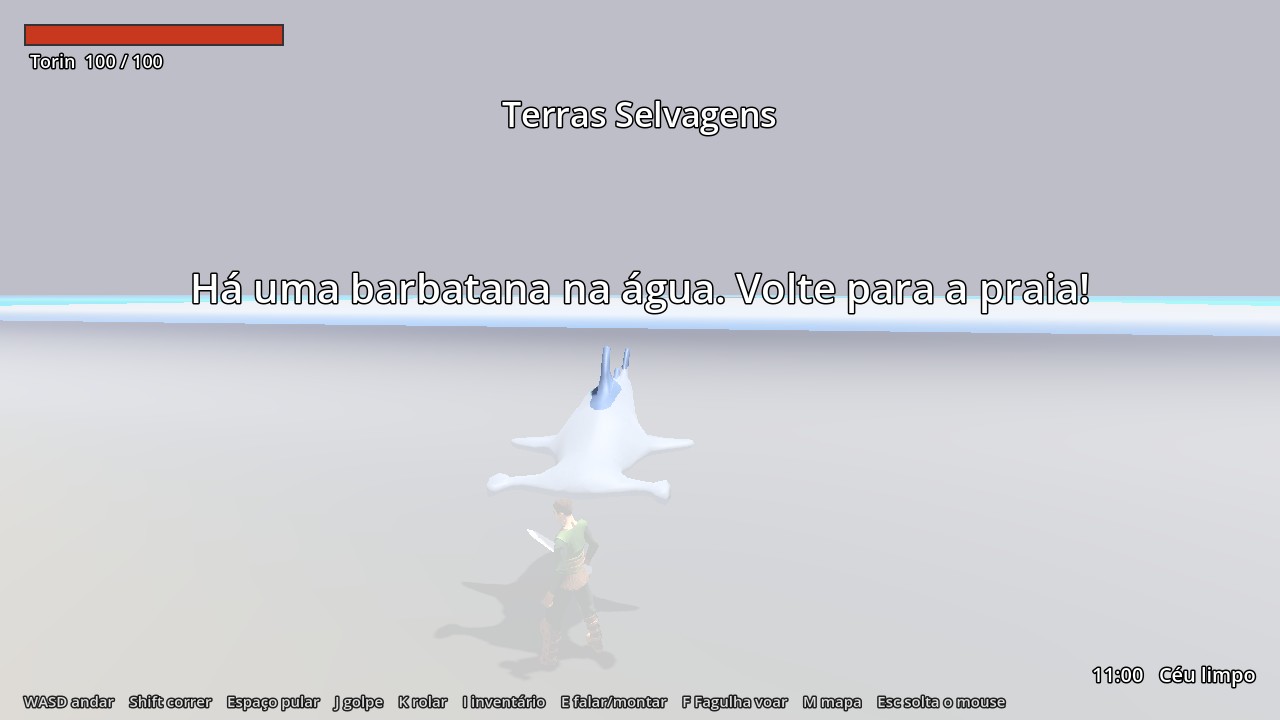 Torin 100 / 100
Terras Selvagens
Há uma barbatana na água. Volte para a praia!
11:00 Céu limpo
WASD andar Shift correr Espaço pular J golpe K rolar I inventário E falar/montar F Fagulha voar M mapa Esc solta o mouse